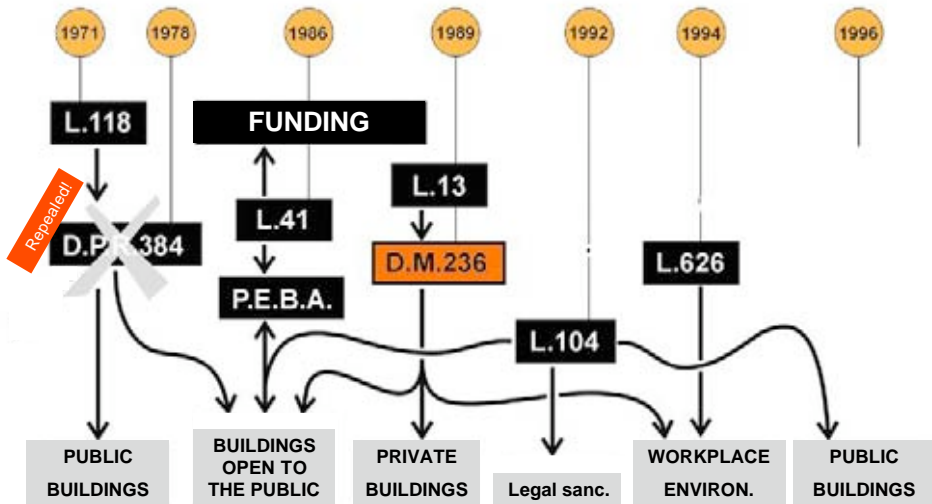 1971
1978
1986
1989
1992
1994
1996
L.118
FUNDING
Repealed!
L.13
L.41
D.P.R.384
D.M.236
L.626
P.E.B.A.
L.104
PUBLIC
BUILDINGS
BUILDINGS
OPEN TO
THE PUBLIC
PRIVATE
BUILDINGS
Legal sanc.
WORKPLACE
ENVIRON.
PUBLIC
BUILDINGS